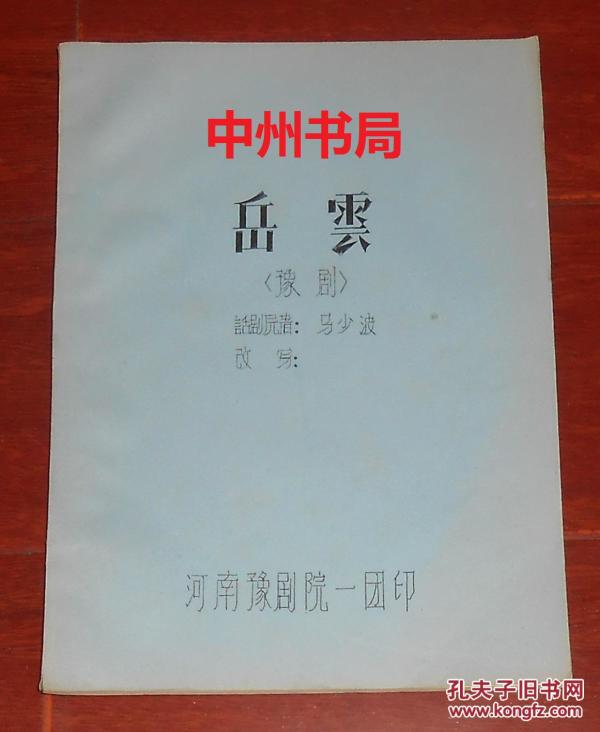 中州书局
岳雲
〈豫剧〉
話剧原著：马少波
改写：
河南豫剧院一团印
孔夫子旧书网
www.kongfz.com